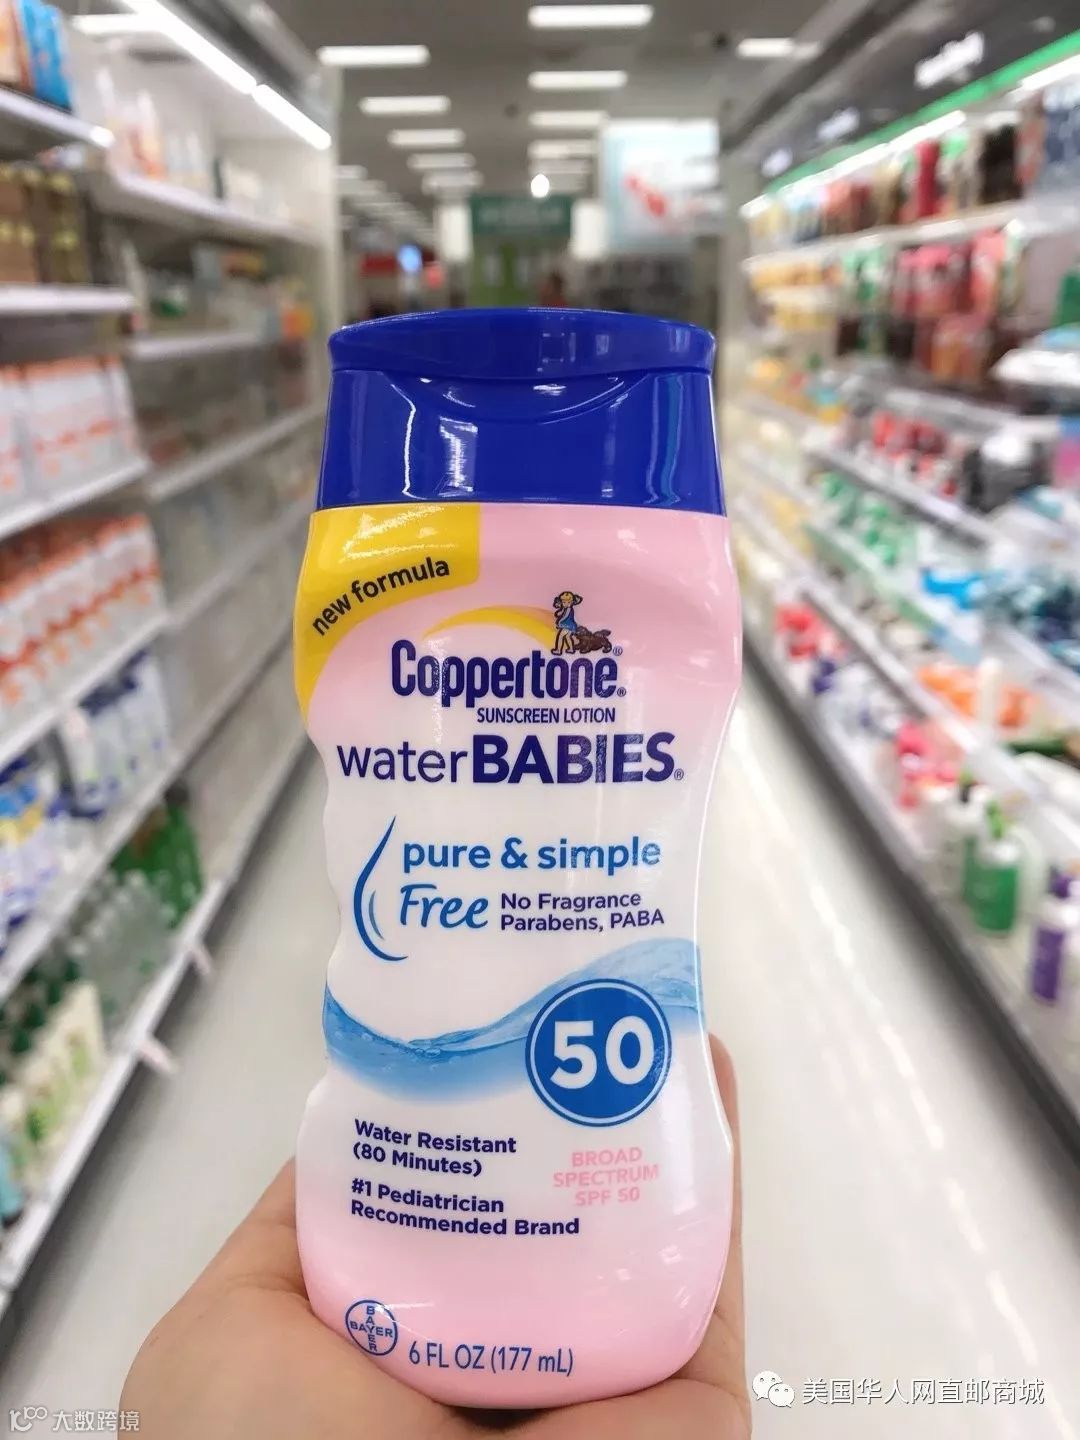 new formula
Coppertone®
SUNSCREEN LOTION
waterBABIES®
pure & simple
Free No Fragrance
Parabens, PABA
50
Water Resistant
(80 Minutes)
BROAD
SPECTRUM
SPF 50
#1 Pediatrician
Recommended Brand
BAYER
BAYER
6 FL OZ (177 mL)
美国华人网直邮商城
大数跨境